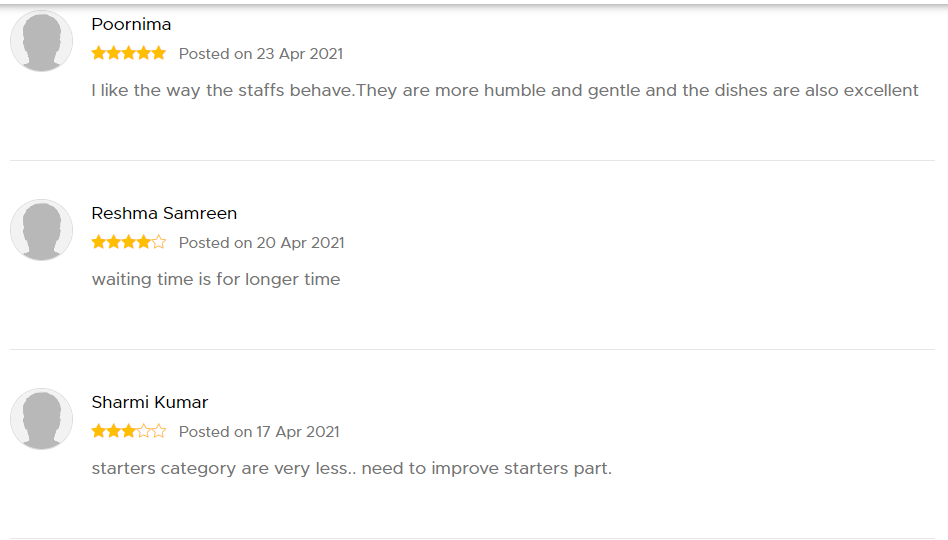 Poornima
Posted on 23 Apr 2021
I like the way the staffs behave.They are more humble and gentle and the dishes are also excellent
Reshma Samreen
Posted on 20 Apr 2021
waiting time is for longer time
Sharmi Kumar
Posted on 17 Apr 2021
starters category are very less.. need to improve starters part.